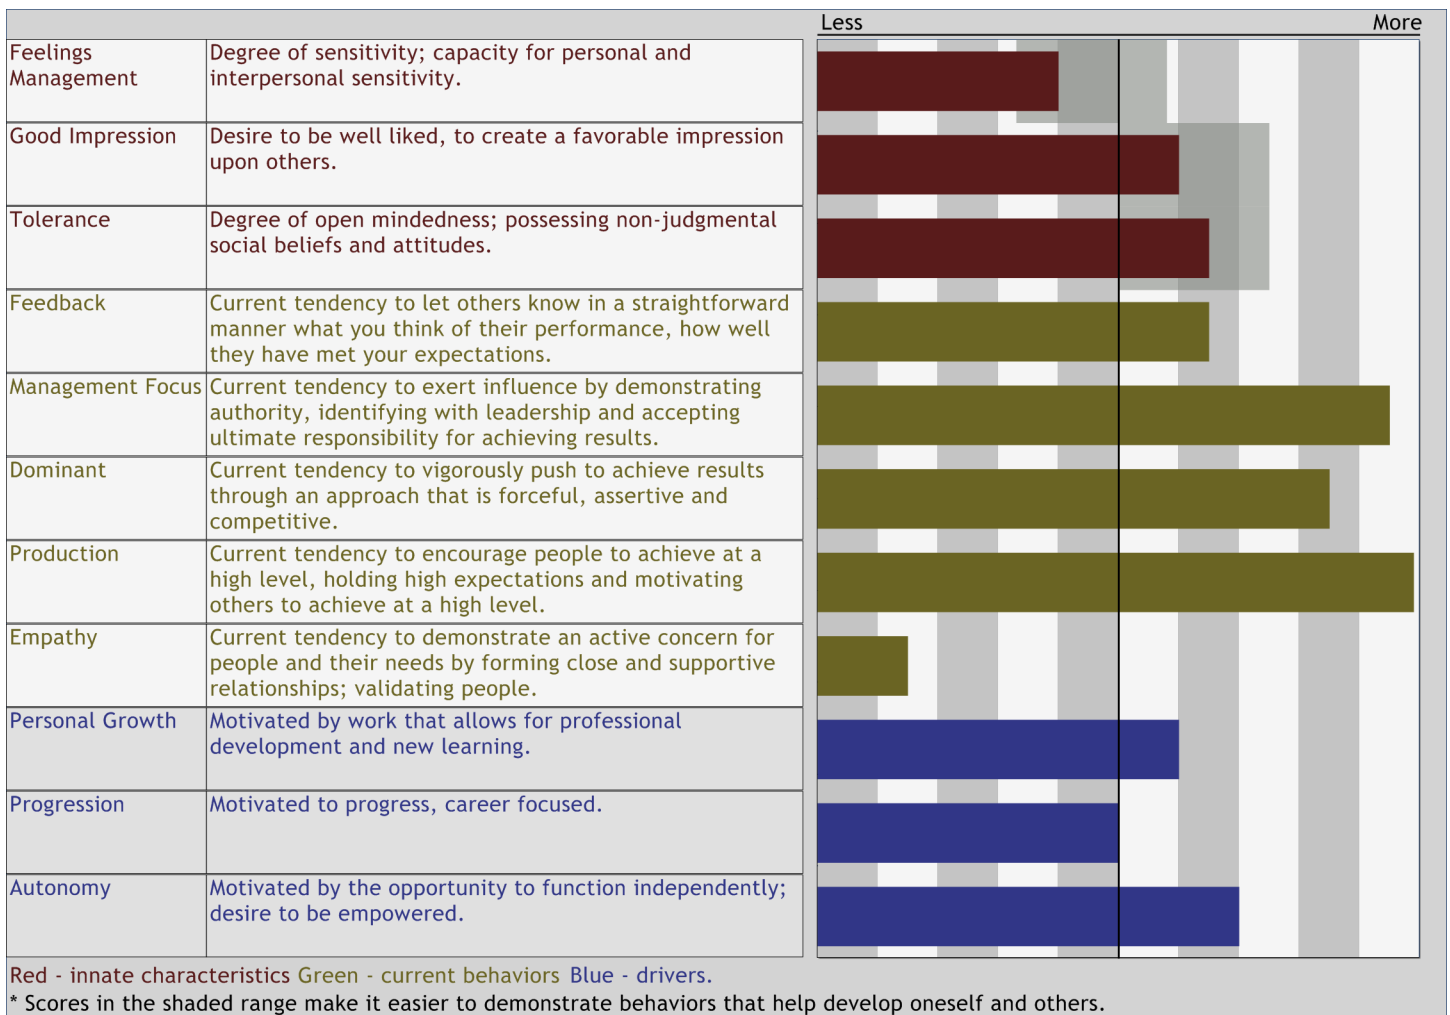 Less More
Feelings
Management
Degree of sensitivity; capacity for personal and
interpersonal sensitivity.
Good Impression
Desire to be well liked, to create a favorable impression
upon others.
Tolerance
Degree of open mindedness; possessing non-judgmental
social beliefs and attitudes.
Feedback
Current tendency to let others know in a straightforward
manner what you think of their performance, how well
they have met your expectations.
Management Focus
Current tendency to exert influence by demonstrating
authority, identifying with leadership and accepting
ultimate responsibility for achieving results.
Dominant
Current tendency to vigorously push to achieve results
through an approach that is forceful, assertive and
competitive.
Production
Current tendency to encourage people to achieve at a
high level, holding high expectations and motivating
others to achieve at a high level.
Empathy
Current tendency to demonstrate an active concern for
people and their needs by forming close and supportive
relationships; validating people.
Personal Growth
Motivated by work that allows for professional
development and new learning.
Progression
Motivated to progress, career focused.
Autonomy
Motivated by the opportunity to function independently;
desire to be empowered.
Red - innate characteristics Green - current behaviors Blue - drivers.
* Scores in the shaded range make it easier to demonstrate behaviors that help develop oneself and others.